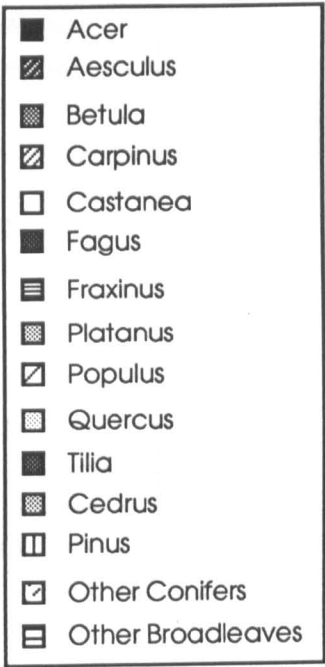 Acer
Aesculus
Betula
Carpinus
Castanea
Fagus
Fraxinus
Platanus
Populus
Quercus
Tilia
Cedrus
Pinus
Other Conifers
Other Broadleaves